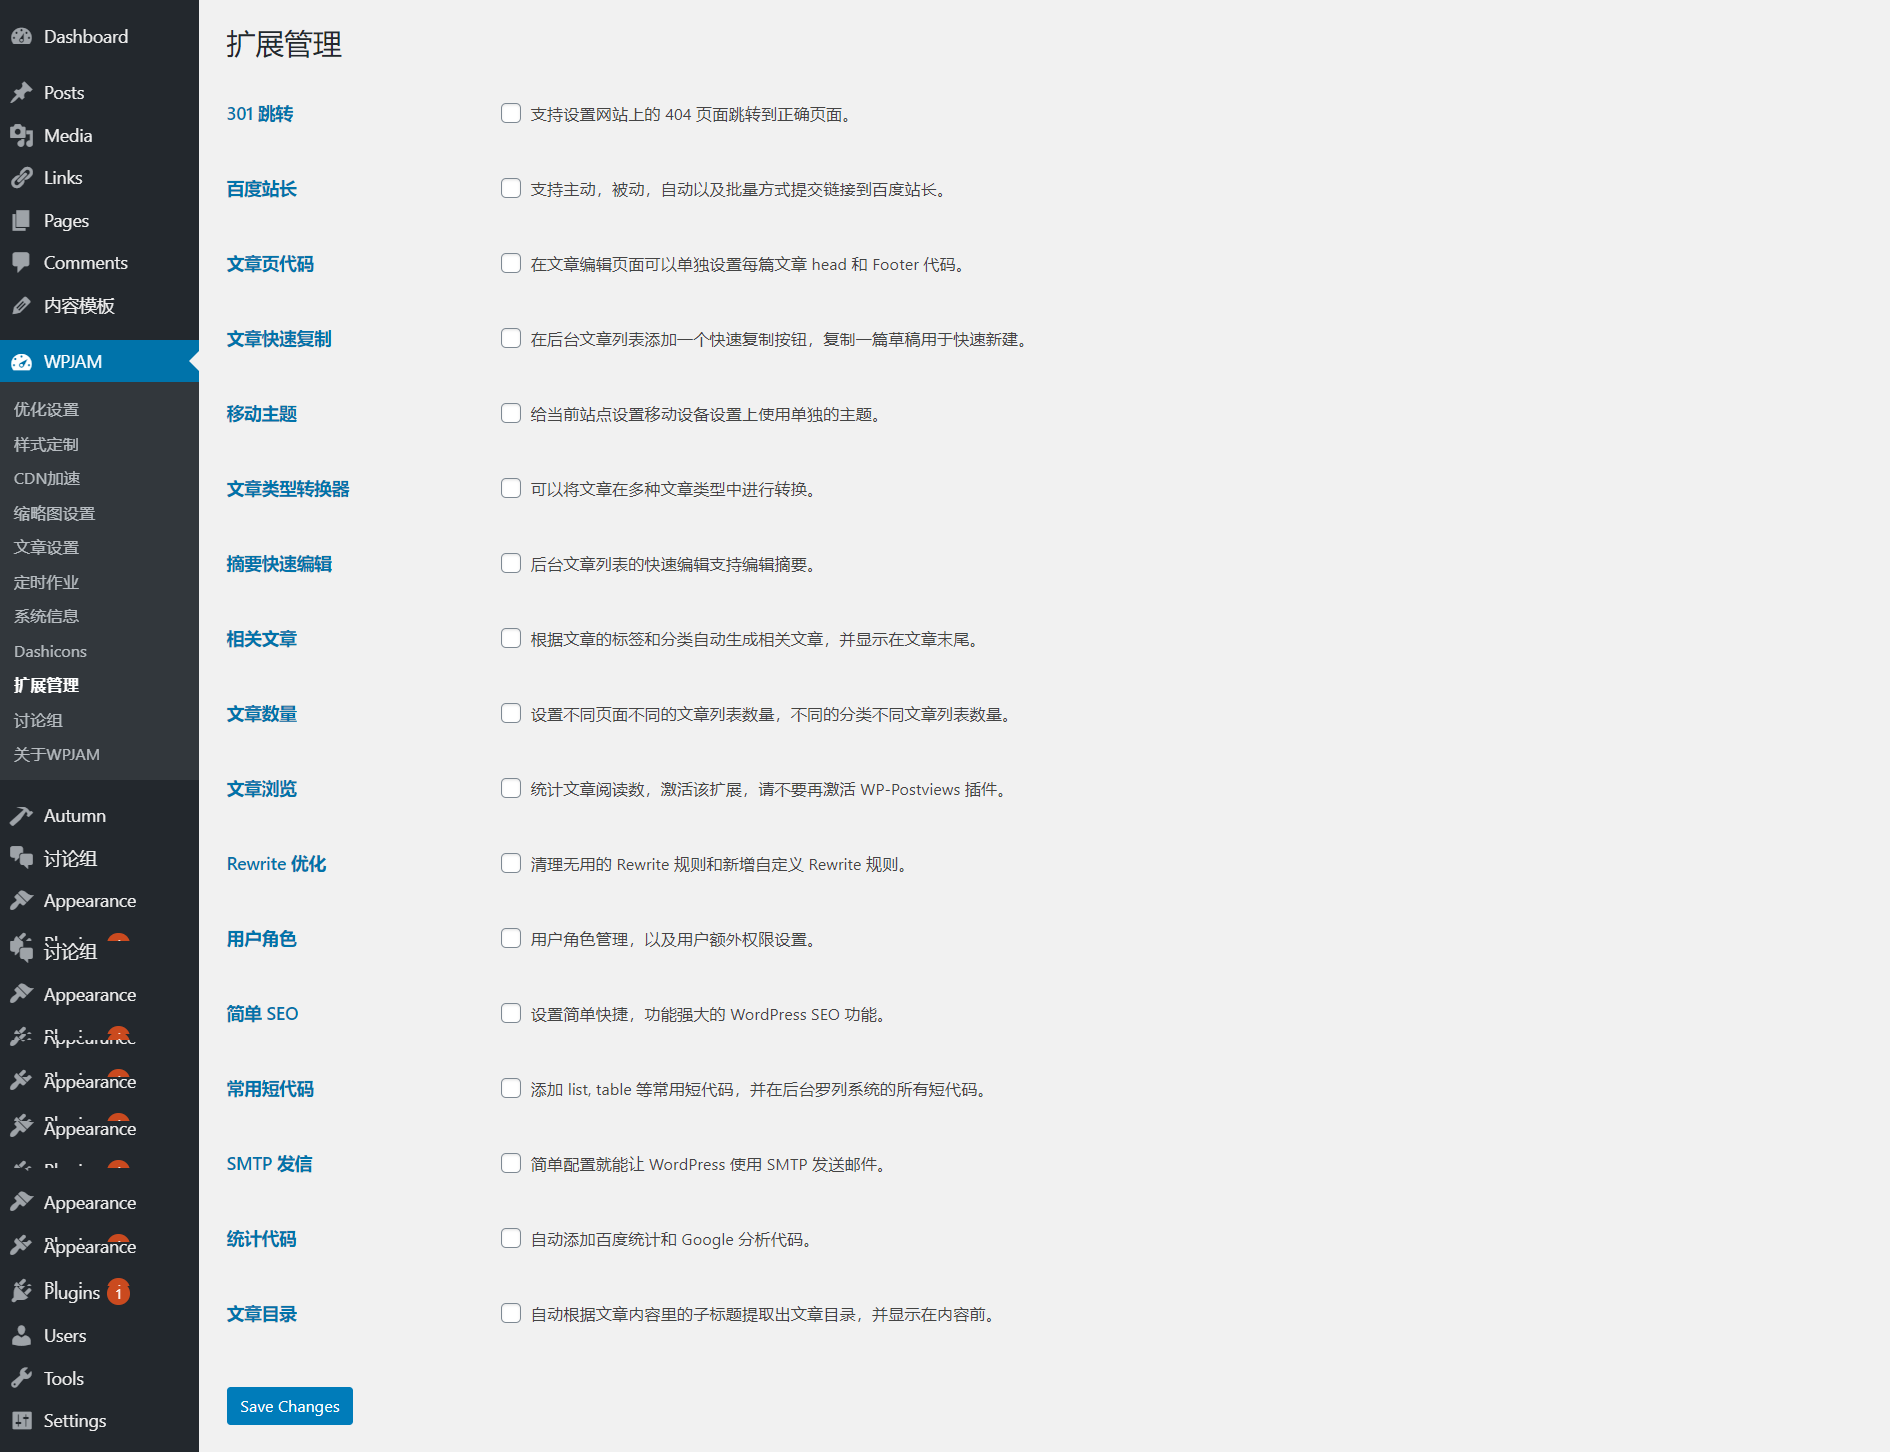 Dashboard
Posts
Media
Links
Pages
Comments
内容模板
WPJAM
优化设置
样式定制
CDN加速
缩略图设置
文章设置
定时作业
系统信息
Dashicons
扩展管理
讨论组
关于WPJAM
Autumn
讨论组
Appearance
讨论组
Appearance
Appearance
Appearance
Appearance
Appearance
Appearance
Plugins 1
Users
Tools
Settings
扩展管理
301 跳转 支持设置网站上的 404 页面跳转到正确页面。
百度站长 支持主动，被动，自动以及批量方式提交链接到百度站长。
文章页代码 在文章编辑页面可以单独设置每篇文章 head 和 Footer 代码。
文章快速复制 在后台文章列表添加一个快速复制按钮，复制一篇草稿用于快速新建。
移动主题 给当前站点设置移动设备设置上使用单独的主题。
文章类型转换器 可以将文章在多种文章类型中进行转换。
摘要快速编辑 后台文章列表的快速编辑支持编辑摘要。
相关文章 根据文章的标签和分类自动生成相关文章，并显示在文章末尾。
文章数量 设置不同页面不同的文章列表数量，不同的分类不同文章列表数量。
文章浏览 统计文章阅读数，激活该扩展，请不要再激活 WP-Postviews 插件。
Rewrite 优化 清理无用的 Rewrite 规则和新增自定义 Rewrite 规则。
用户角色 用户角色管理，以及用户额外权限设置。
简单 SEO 设置简单快捷，功能强大的 WordPress SEO 功能。
常用短代码 添加 list, table 等常用短代码，并在后台罗列系统的所有短代码。
SMTP 发信 简单配置就能让 WordPress 使用 SMTP 发送邮件。
统计代码 自动添加百度统计和 Google 分析代码。
文章目录 自动根据文章内容里的子标题提取出文章目录，并显示在内容前。
Save Changes